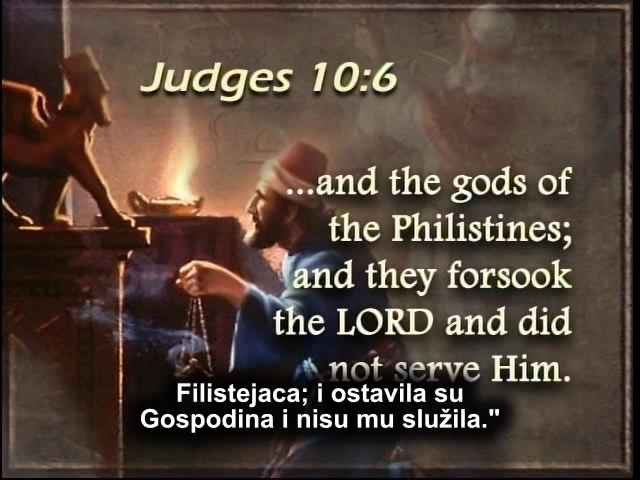 Judges 10:6
...and the gods of
the Philistines;
and they forsook
the LORD and did
not serve Him.
Filistejaca; i ostavila su
Gospodina i nisu mu služila."